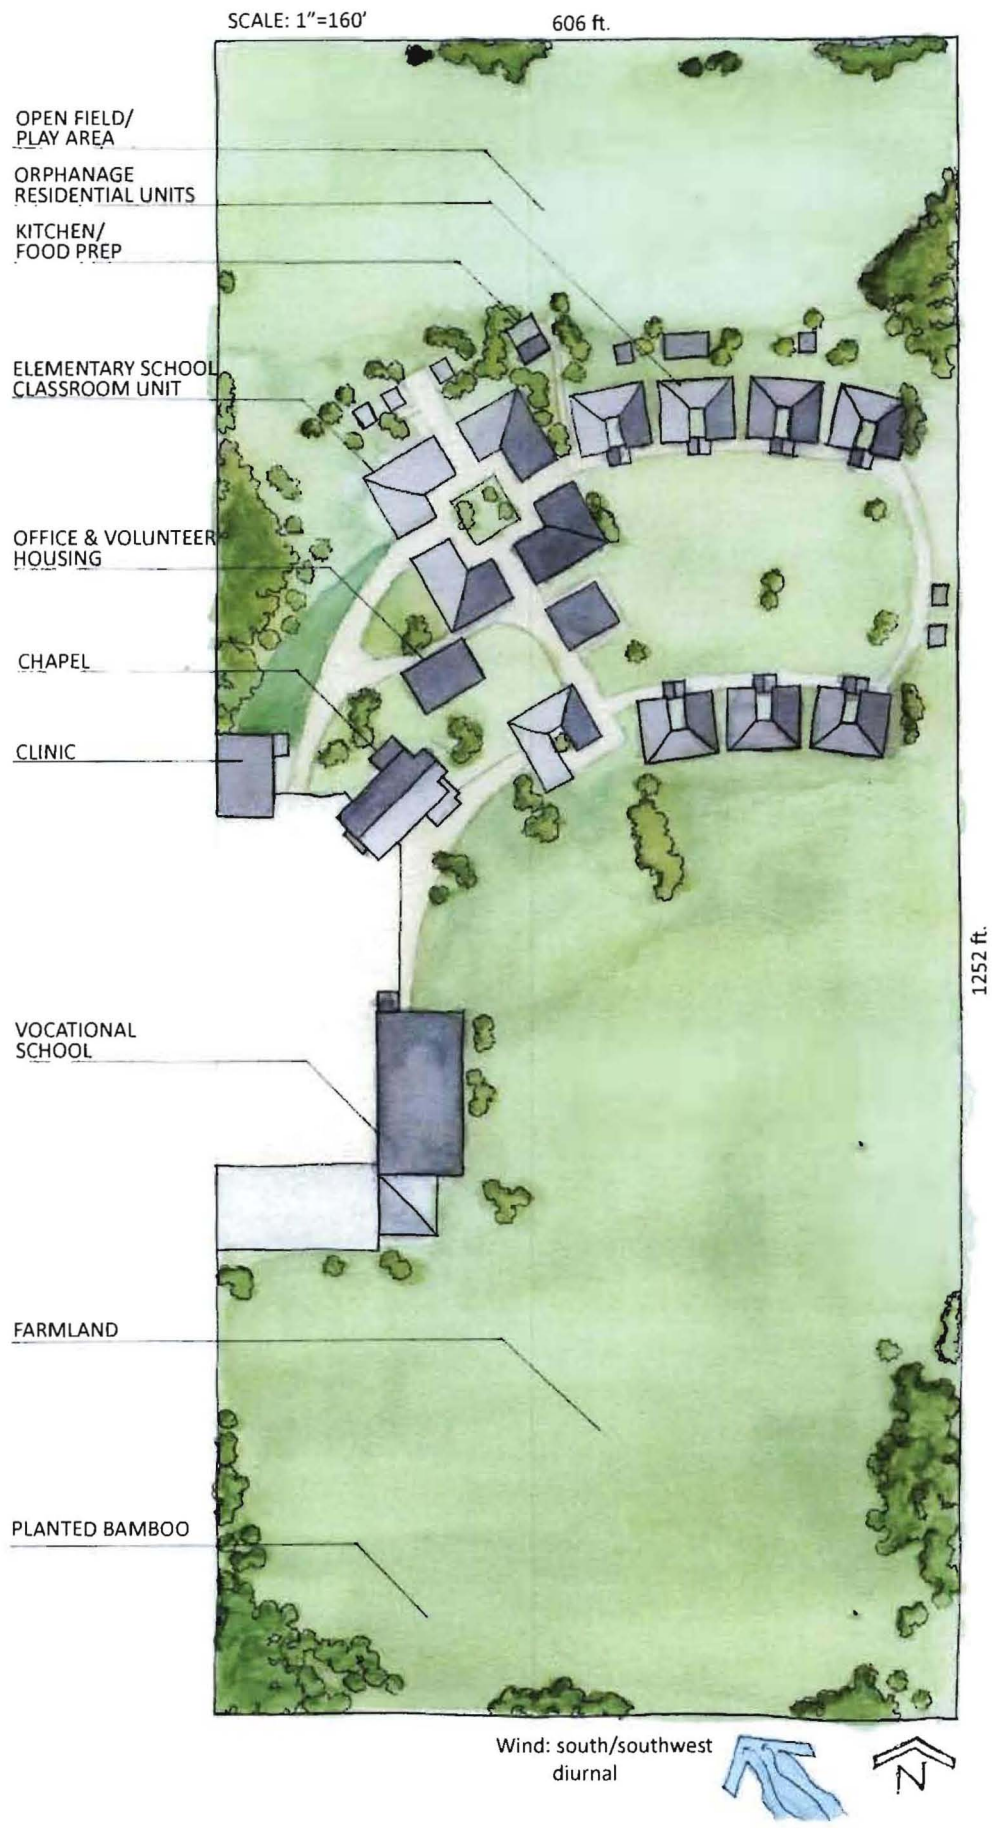 SCALE: 1"=160'
606 ft.
OPEN FIELD/
PLAY AREA
ORPHANAGE
RESIDENTIAL UNITS
KITCHEN/
FOOD PREP
ELEMENTARY SCHOOL
CLASSROOM UNIT
OFFICE & VOLUNTEER
HOUSING
CHAPEL
CLINIC
1252 ft.
VOCATIONAL
SCHOOL
FARMLAND
PLANTED BAMBOO
Wind: south/southwest
diurnal
N